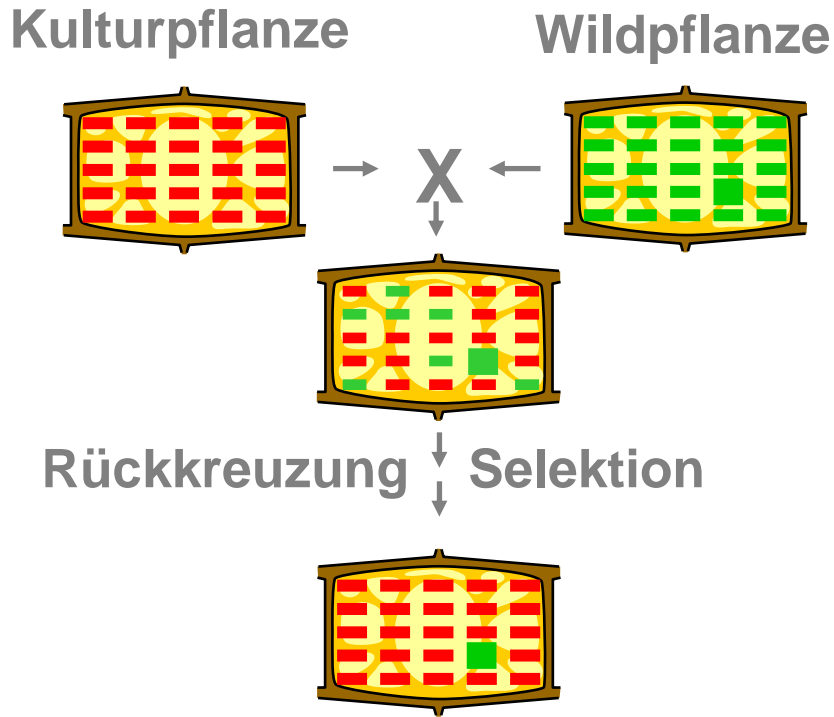 Kulturpflanze
Wildpflanze
X
Rückkreuzung
Selektion